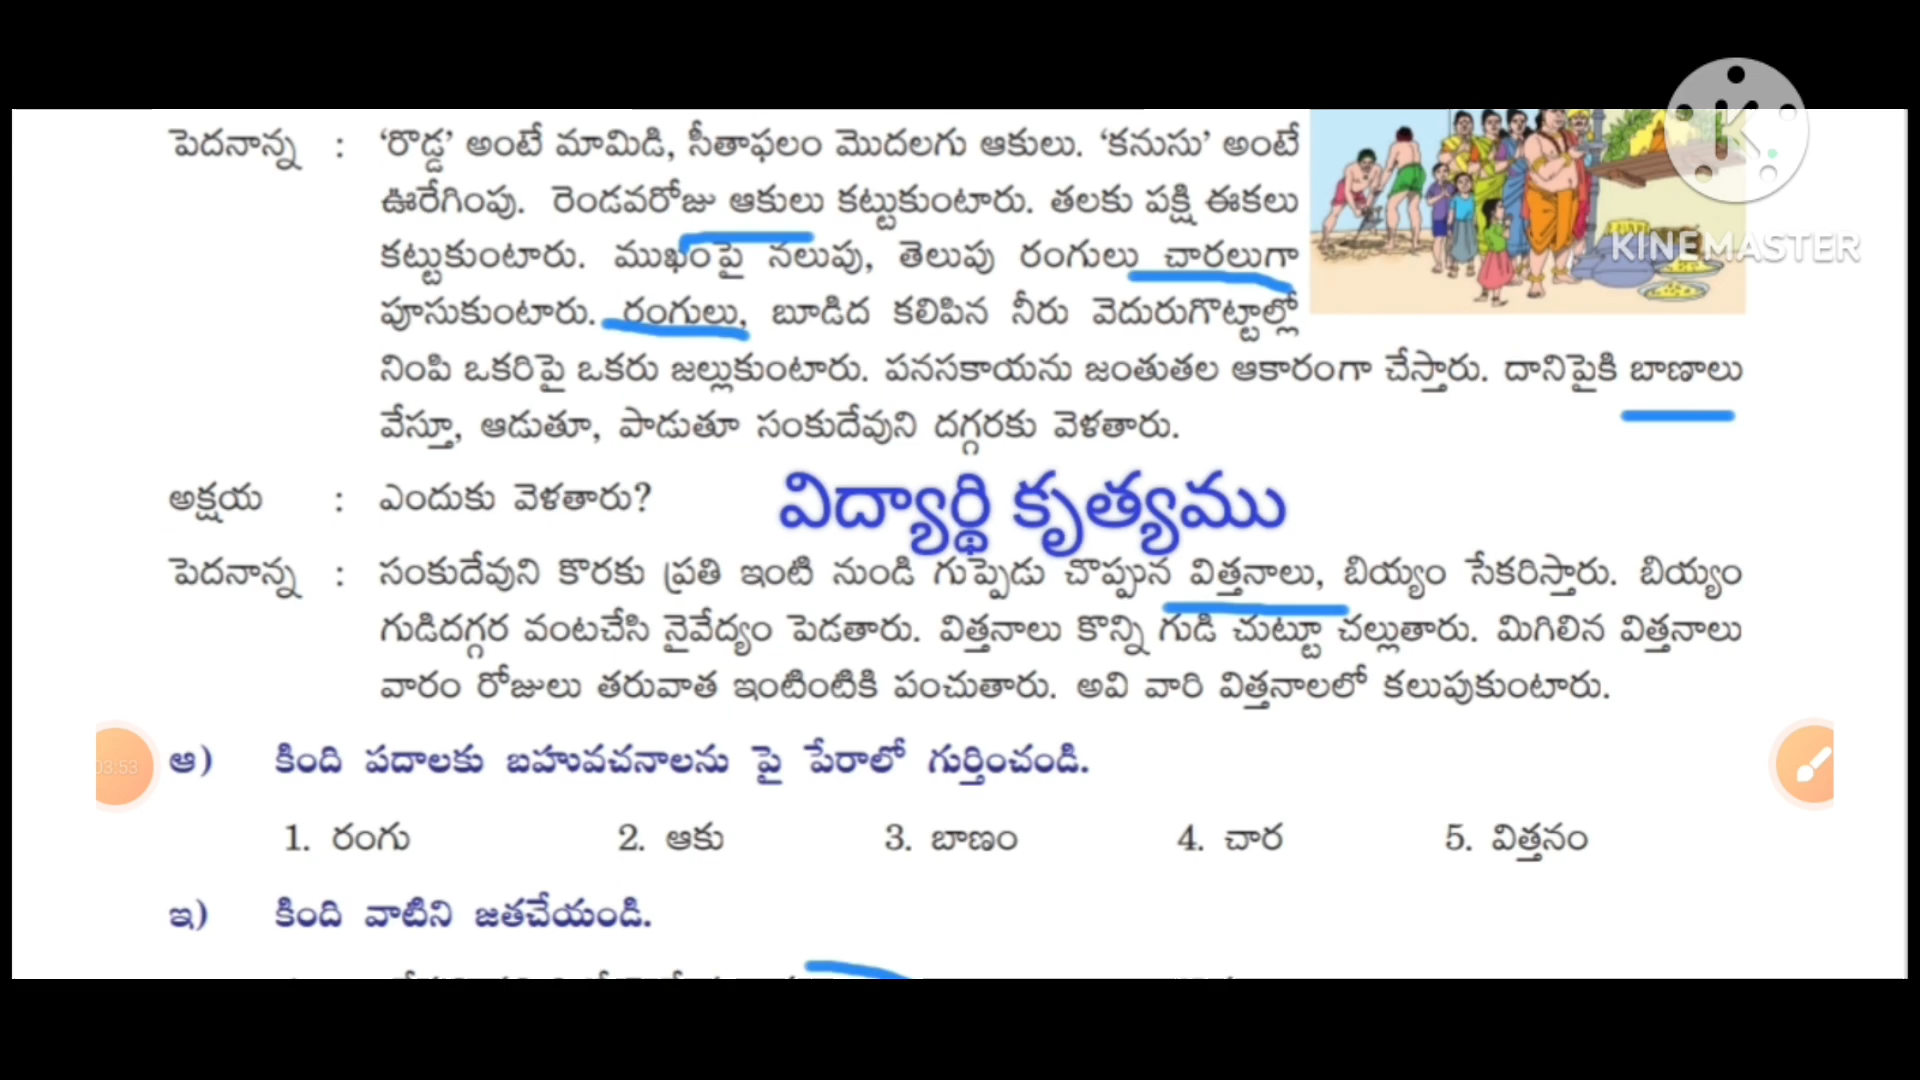 పెదనాన్న : ‘రొడ్డ’ అంటే మామిడి, సీతాఫలం మొదలగు ఆకులు. ‘కనుసు’ అంటే
ఊరేగింపు. రెండవరోజు ఆకులు కట్టుకుంటారు. తలకు పక్షి ఈకలు
కట్టుకుంటారు. ముఖంపై నలుపు, తెలుపు రంగులు చారలుగా
పూసుకుంటారు. రంగులు, బూడిద కలిపిన నీరు వెదురుగొట్టాల్లో
నింపి ఒకరిపై ఒకరు జల్లుకుంటారు. పనసకాయను జంతుతల ఆకారంగా చేస్తారు. దానిపైకి బాణాలు
వేస్తూ, ఆడుతూ, పాడుతూ సంకుదేవుని దగ్గరకు వెళతారు.
KINEMASTER
అక్షయ : ఎందుకు వెళతారు?
విద్యార్థి కృత్యము
పెదనాన్న : సంకుదేవుని కొరకు ప్రతి ఇంటి నుండి గుప్పెడు చొప్పున విత్తనాలు, బియ్యం సేకరిస్తారు. బియ్యం
గుడిదగ్గర వంటచేసి నైవేద్యం పెడతారు. విత్తనాలు కొన్ని గుడి చుట్టూ చల్లుతారు. మిగిలిన విత్తనాలు
వారం రోజులు తరువాత ఇంటింటికి పంచుతారు. అవి వారి విత్తనాలలో కలుపుకుంటారు.
03:53
ఆ) కింది పదాలకు బహువచనాలను పై పేరాలో గుర్తించండి.
1. రంగు 2. ఆకు 3. బాణం 4. చార 5. విత్తనం
ఇ) కింది వాటిని జతచేయండి.